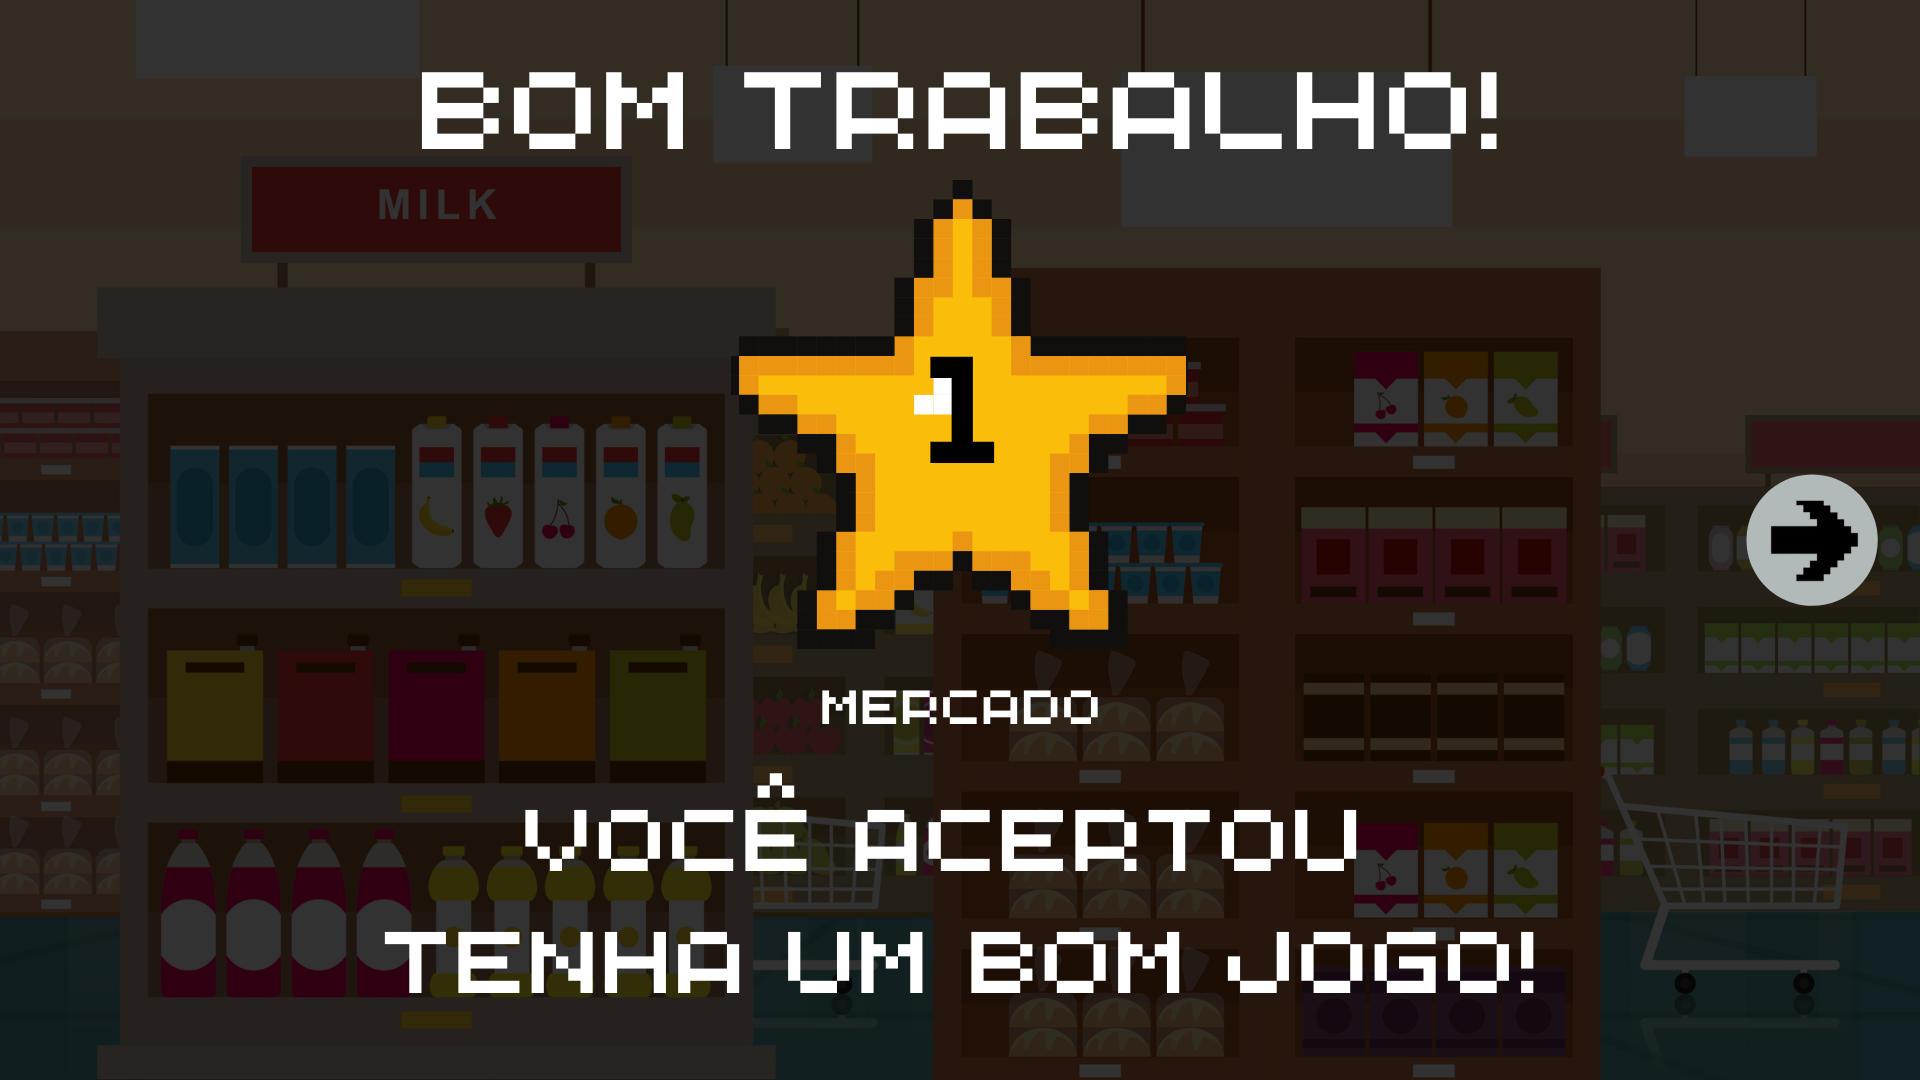 BOM TRABALHO!
MILK
1
MERCADO
VOCÊ ACERTOU
TENHA UM BOM JOGO!